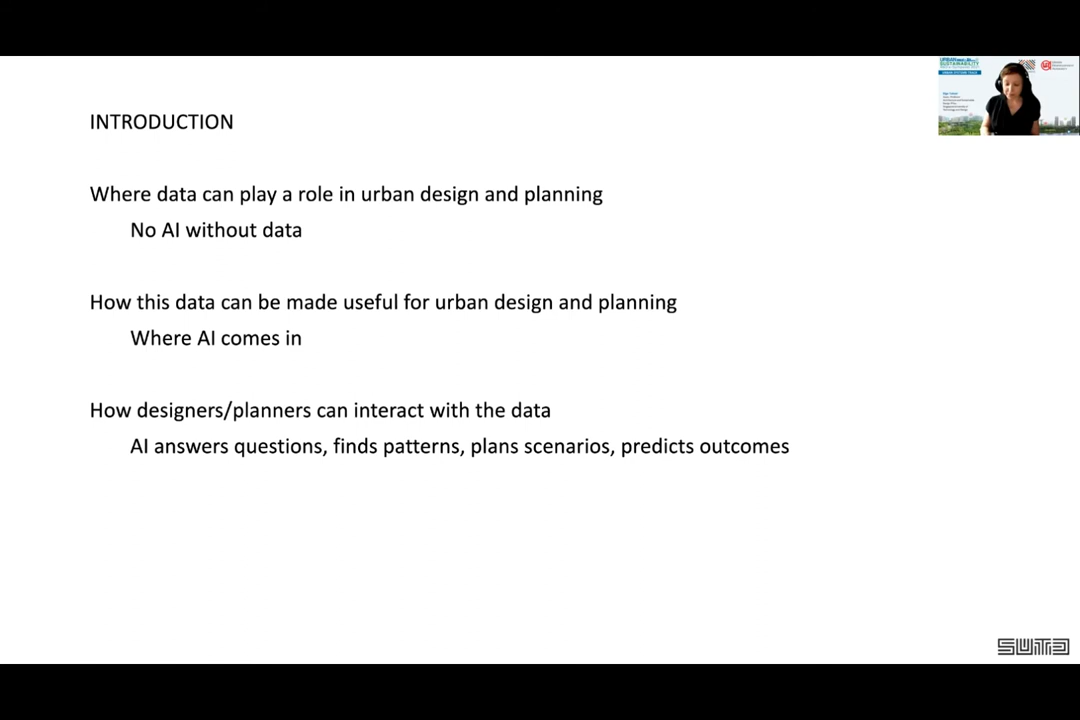 INTRODUCTION
Where data can play a role in urban design and planning
No AI without data
How this data can be made useful for urban design and planning
Where AI comes in
How designers/planners can interact with the data
AI answers questions, finds patterns, plans scenarios, predicts outcomes
SUSTAINABILITY
SUTD